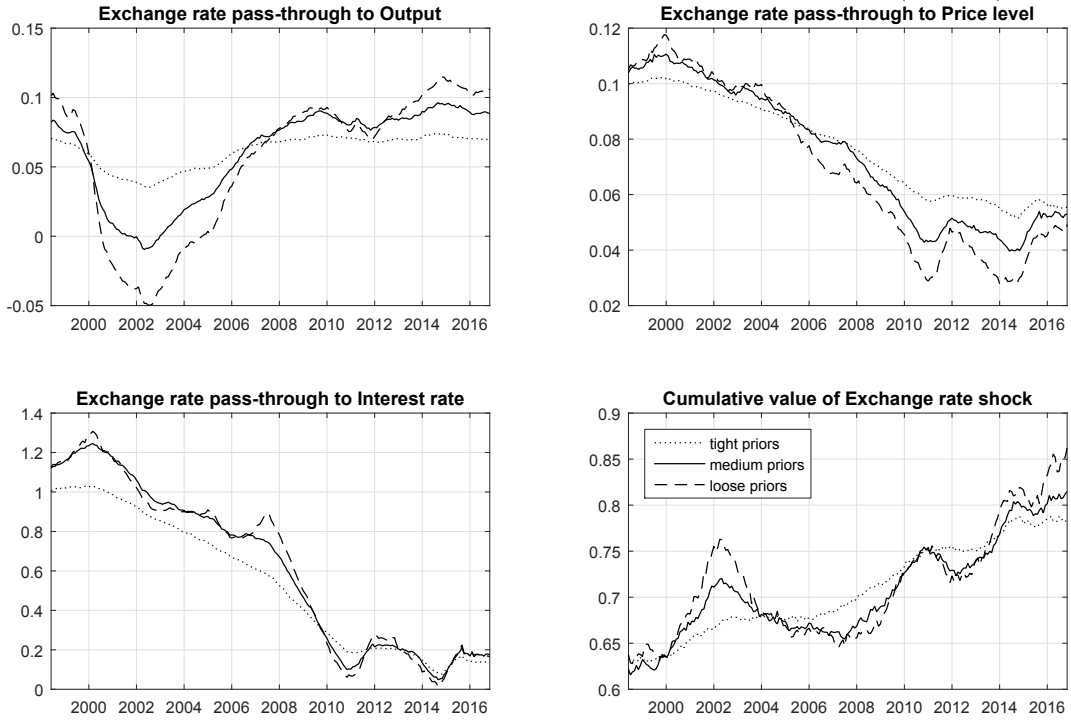 Exchange rate pass-through to Output
0.15
0.1
0.05
0
-0.05
2000 2002 2004 2006 2008 2010 2012 2014 2016
Exchange rate pass-through to Price level
0.12
0.1
0.08
0.06
0.04
0.02
2000 2002 2004 2006 2008 2010 2012 2014 2016
Exchange rate pass-through to Interest rate
1.4
1.2
1
0.8
0.6
0.4
0.2
0
2000 2002 2004 2006 2008 2010 2012 2014 2016
Cumulative value of Exchange rate shock
0.9
0.85
0.8
0.75
0.7
0.65
0.6
tight priors
medium priors
loose priors
2000 2002 2004 2006 2008 2010 2012 2014 2016